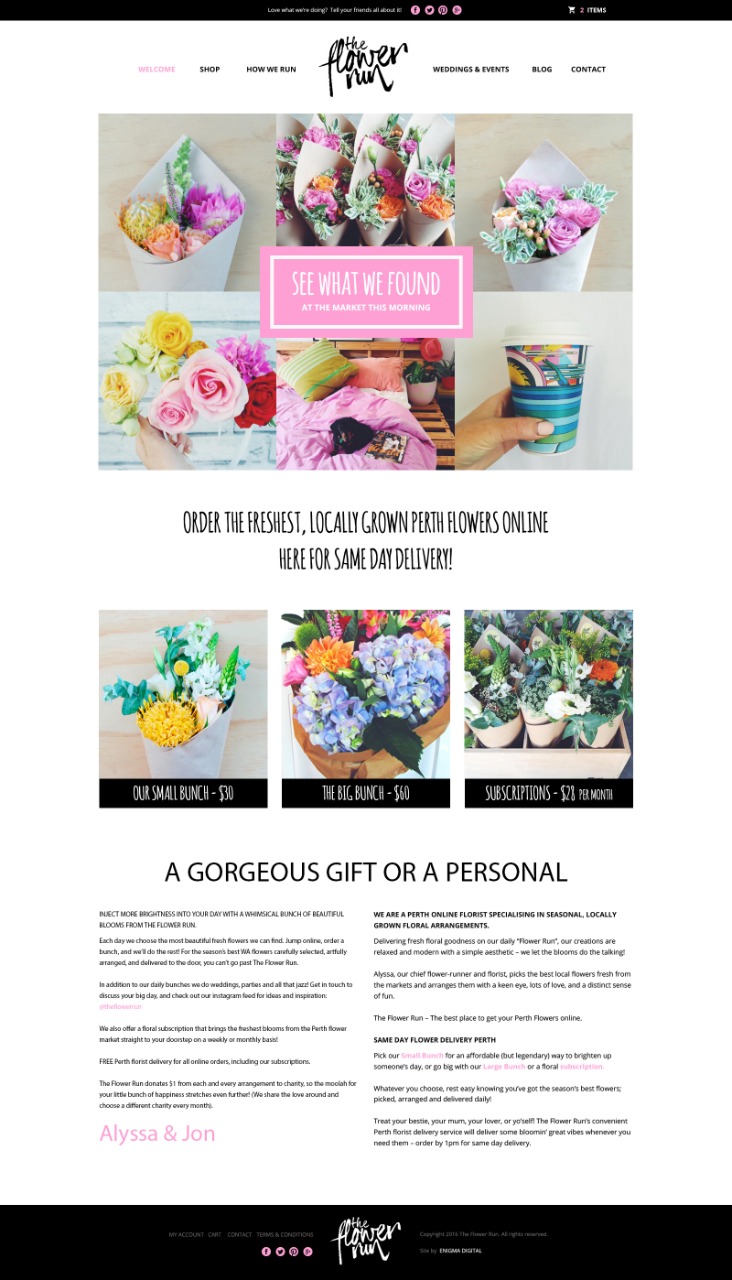 Love what we're doing? Tell your friends all about it!
2 ITEMS
WELCOME
SHOP
HOW WE RUN
the
flower
run
WEDDINGS & EVENTS
BLOG
CONTACT
SEE WHAT WE FOUND
AT THE MARKET THIS MORNING
ORDER THE FRESHEST, LOCALLY GROWN PERTH FLOWERS ONLINE
HERE FOR SAME DAY DELIVERY!
OUR SMALL BUNCH - $30
THE BIG BUNCH - $60
SUBSCRIPTIONS - $28 PER MONTH
A GORGEOUS GIFT OR A PERSONAL
INJECT MORE BRIGHTNESS INTO YOUR DAY WITH A WHIMSICAL BUNCH OF BEAUTIFUL
BLOOMS FROM THE FLOWER RUN.
Each day we choose the most beautiful fresh flowers we can find. Jump online, order a
bunch, and we'll do the rest! For the season's best WA flowers carefully selected, artfully
arranged, and delivered to the door, you can't go past The Flower Run.
In addition to our daily bunches we do weddings, parties and all that jazz! Get in touch to
discuss your big day, and check out our instagram feed for ideas and inspiration:
@theflowerrun
We also offer a floral subscription that brings the freshest blooms from the Perth flower
market straight to your doorstep on a weekly or monthly basis!
FREE Perth florist delivery for all online orders, including our subscriptions.
The Flower Run donates $1 from each and every arrangement to charity, so the moolah for
your little bunch of happiness stretches even further! (We share the love around and
choose a different charity every month).
Alyssa & Jon
WE ARE A PERTH ONLINE FLORIST SPECIALISING IN SEASONAL, LOCALLY
GROWN FLORAL ARRANGEMENTS.
Delivering fresh floral goodness on our daily "Flower Run", our creations are
relaxed and modern with a simple aesthetic – we let the blooms do the talking!
Alyssa, our chief flower-runner and florist, picks the best local flowers fresh from
the markets and arranges them with a keen eye, lots of love, and a distinct sense
of fun.
The Flower Run – The best place to get your Perth Flowers online.
SAME DAY FLOWER DELIVERY PERTH
Pick our Small Bunch for an affordable (but legendary) way to brighten up
someone's day, or go big with our Large Bunch or a floral subscription.
Whatever you choose, rest easy knowing you've got the season's best flowers;
picked, arranged and delivered daily!
Treat your bestie, your mum, your lover, or yo'self! The Flower Run's convenient
Perth florist delivery service will deliver some bloomin' great vibes whenever you
need them – order by 1pm for same day delivery.
MY ACCOUNT CART CONTACT TERMS & CONDITIONS
the
flower
run
Copyright 2016 The Flower Run. All rights reserved.
Site by ENIGMA DIGITAL